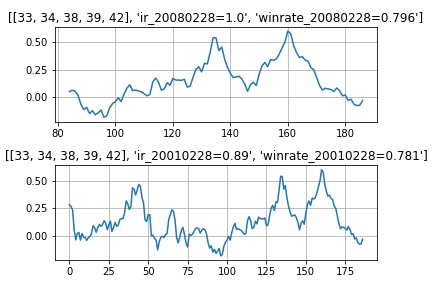 [[33, 34, 38, 39, 42], 'ir_20080228=1.0', 'winrate_20080228=0.796']
0.50
0.25
0.00
80 100 120 140 160 180
[[33, 34, 38, 39, 42], 'ir_20010228=0.89', 'winrate_20010228=0.781']
0.50
0.25
0.00
0 25 50 75 100 125 150 175